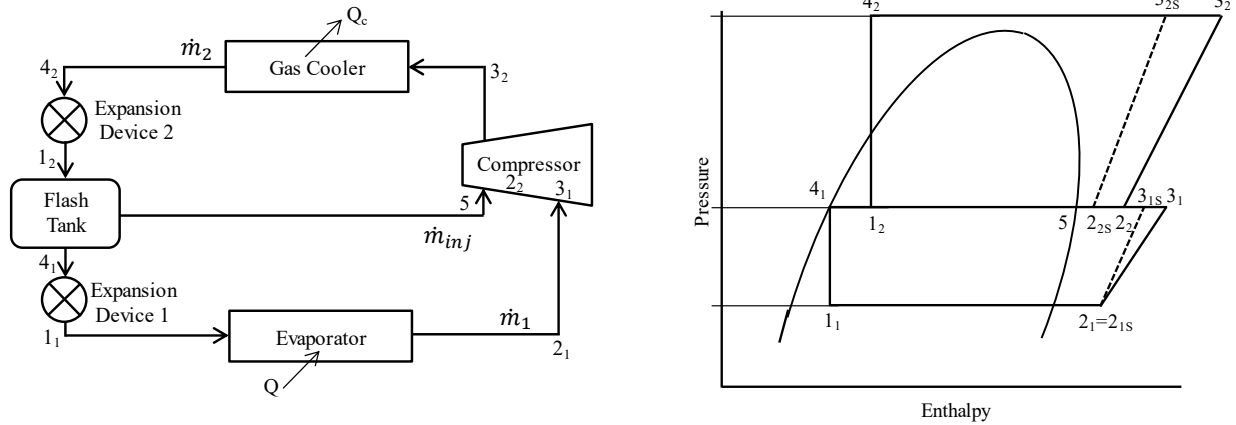 Q_c
ṁ₂
Gas Cooler
4₂
3₂
Expansion
Device 2
1₂
Compressor
2₂
3₁
Flash
Tank
5
ṁ_inj
4₁
Expansion
Device 1
1₁
Evaporator
ṁ₁
2₁
Q
4₂
3₂S
3₂
Pressure
4₁
1₂
5
2₂S
2₂
3₁S
3₁
1₁
2₁=2₁S
Enthalpy